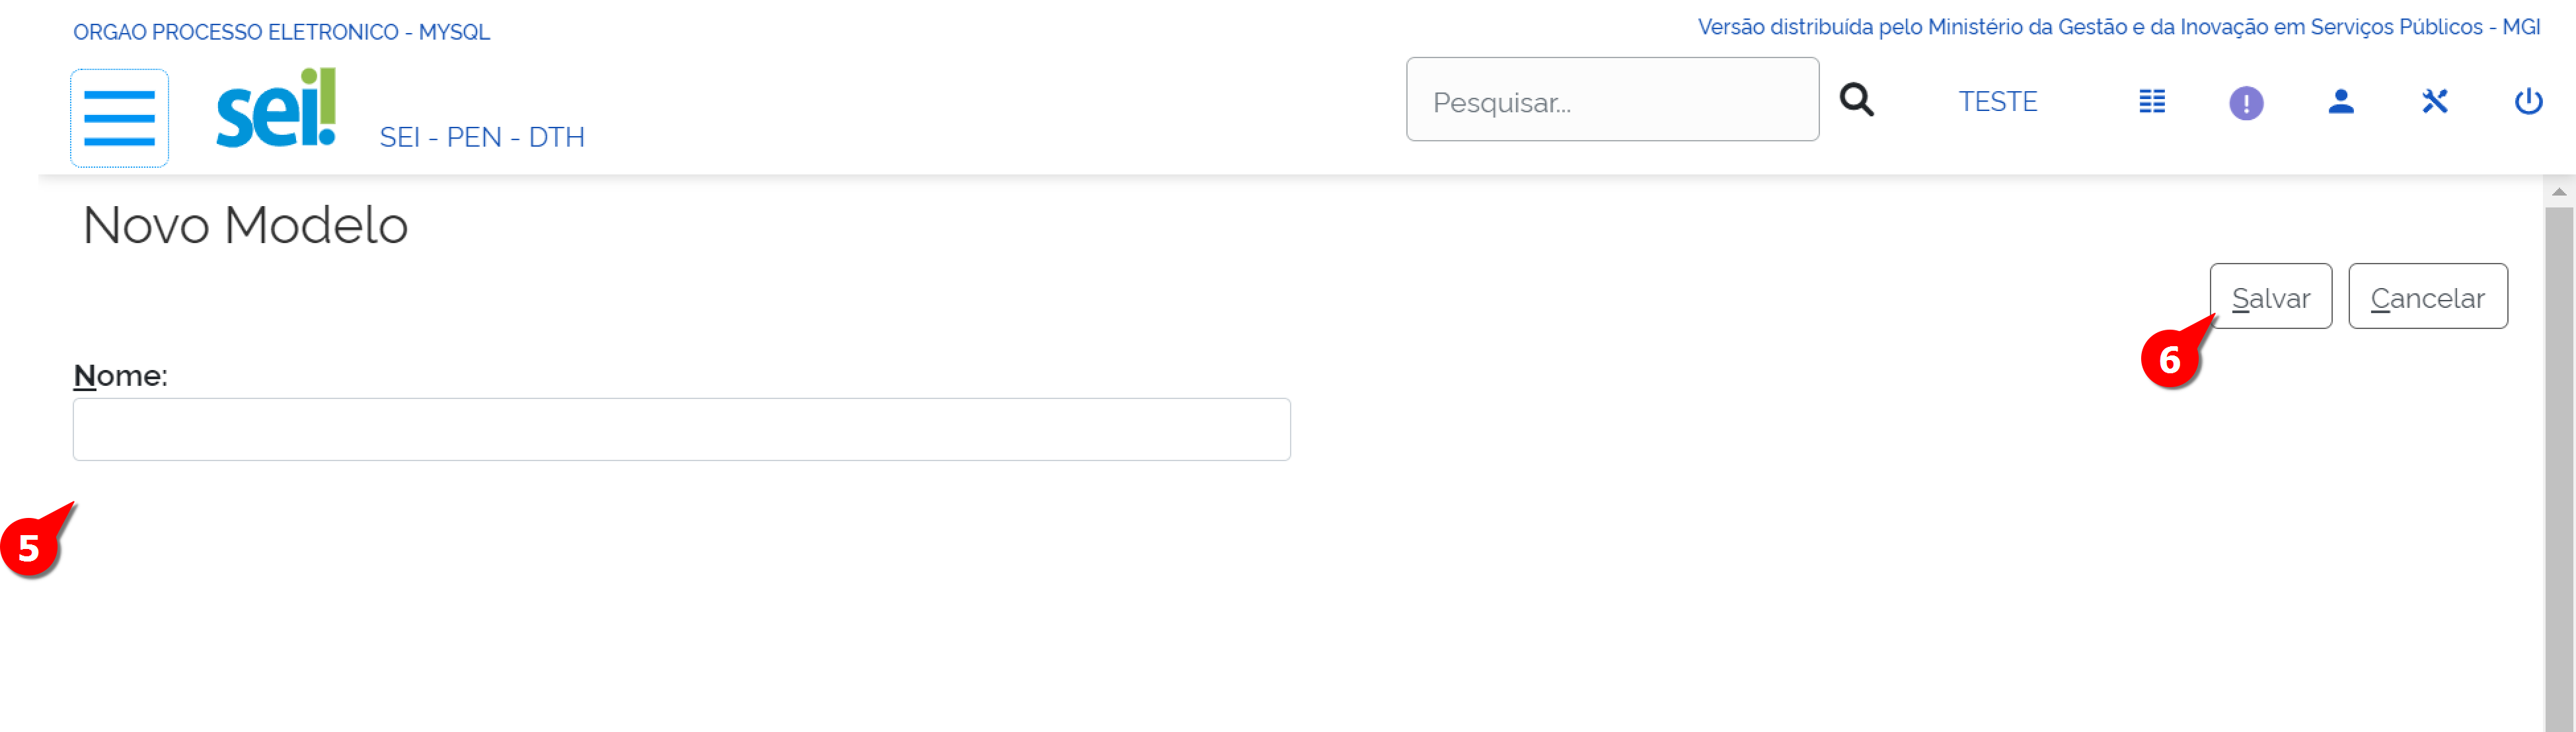 ORGAO PROCESSO ELETRONICO - MYSQL
Versão distribuída pelo Ministério da Gestão e da Inovação em Serviços Públicos - MGI
sei!
SEI - PEN - DTH
Pesquisar...
TESTE
Novo Modelo
Salvar
Cancelar
6
Nome:
5